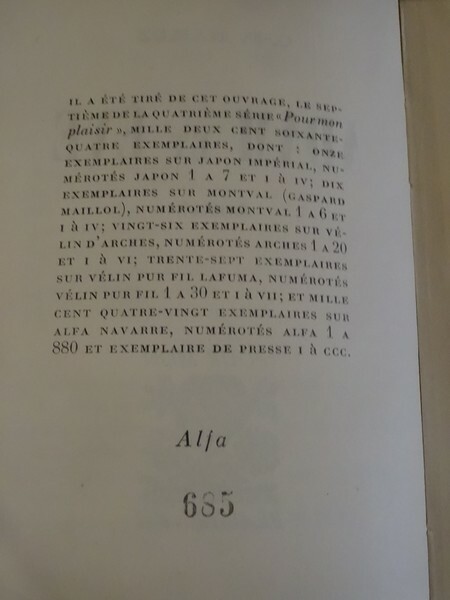 IL A ÉTÉ TIRÉ DE CET OUVRAGE, LE SEP-
TIÈME DE LA QUATRIÈME SÉRIE « Pour mon
plaisir », MILLE DEUX CENT SOIXANTE-
QUATRE EXEMPLAIRES, DONT : ONZE
EXEMPLAIRES SUR JAPON IMPÉRIAL, NU-
MÉROTÉS JAPON 1 A 7 ET I à IV; DIX
EXEMPLAIRES SUR MONTVAL (GASPARD
MAILLOL), NUMÉROTÉS MONTVAL 1 A 6 ET
I à IV; VINGT-SIX EXEMPLAIRES SUR VÉ-
LIN D'ARCHES, NUMÉROTÉS ARCHES 1 A 20
ET I à VI; TRENTE-SEPT EXEMPLAIRES
SUR VÉLIN PUR FIL LAFUMA, NUMÉROTÉS
VÉLIN PUR FIL 1 A 30 ET I à VII; ET MILLE
CENT QUATRE-VINGT EXEMPLAIRES SUR
ALFA NAVARRE, NUMÉROTÉS ALFA 1 A
880 ET EXEMPLAIRE DE PRESSE I à CCC.
Alfa
685